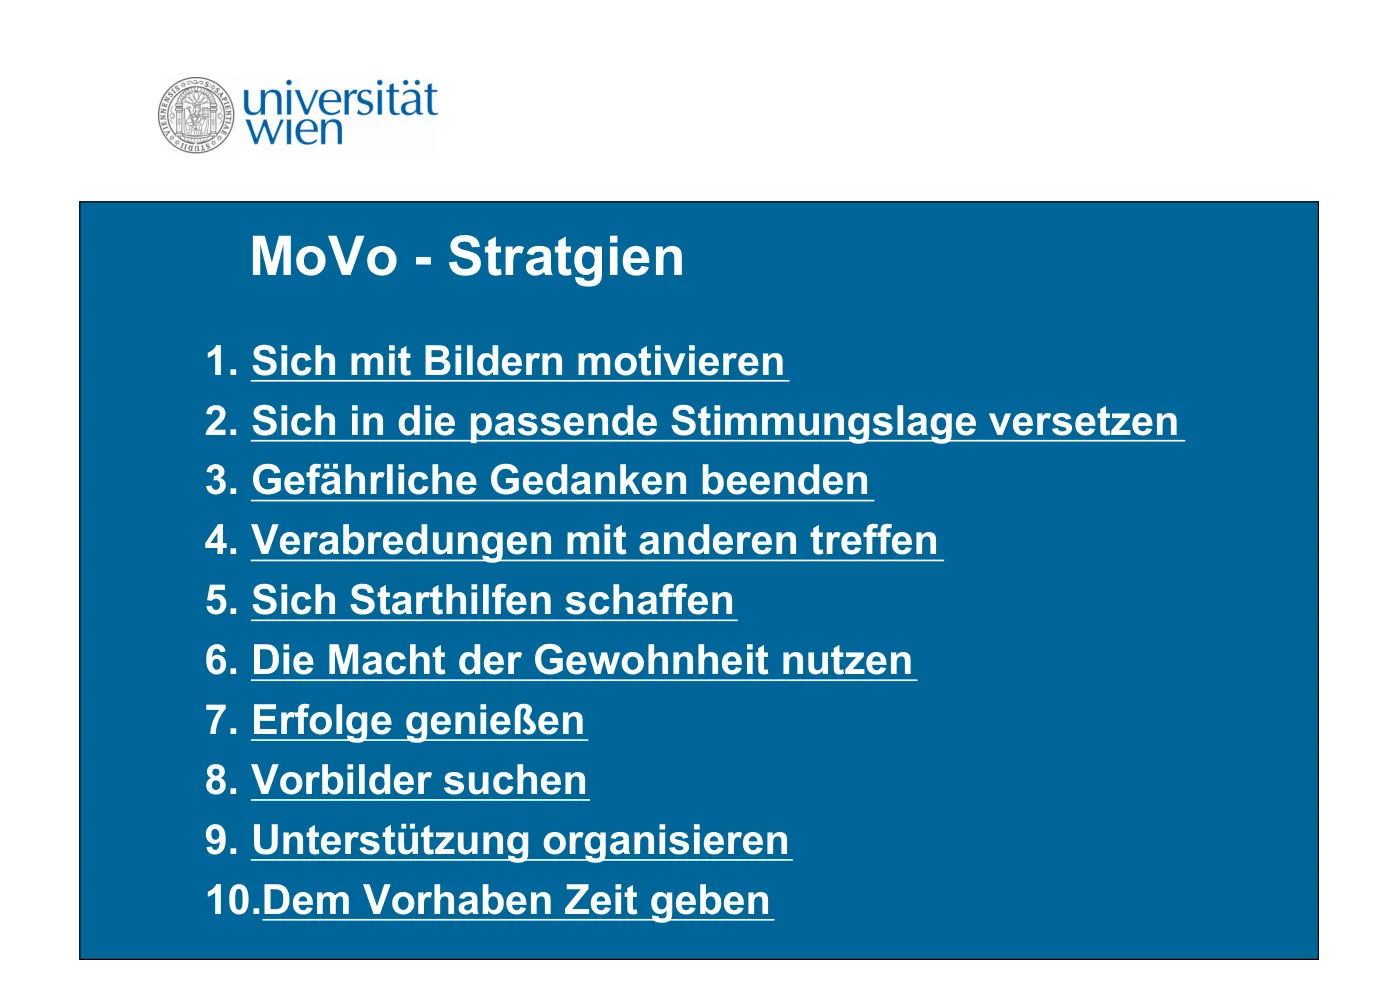 universität
wien
MoVo - Stratgien
1. Sich mit Bildern motivieren
2. Sich in die passende Stimmungslage versetzen
3. Gefährliche Gedanken beenden
4. Verabredungen mit anderen treffen
5. Sich Starthilfen schaffen
6. Die Macht der Gewohnheit nutzen
7. Erfolge genießen
8. Vorbilder suchen
9. Unterstützung organisieren
10.Dem Vorhaben Zeit geben